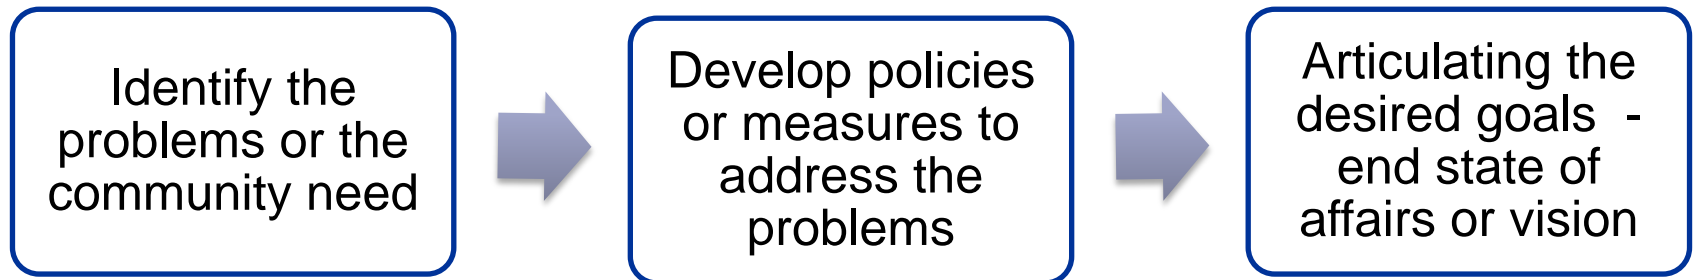 Identify the
problems or the
community need
Develop policies
or measures to
address the
problems
Articulating the
desired goals  -
end state of
affairs or vision